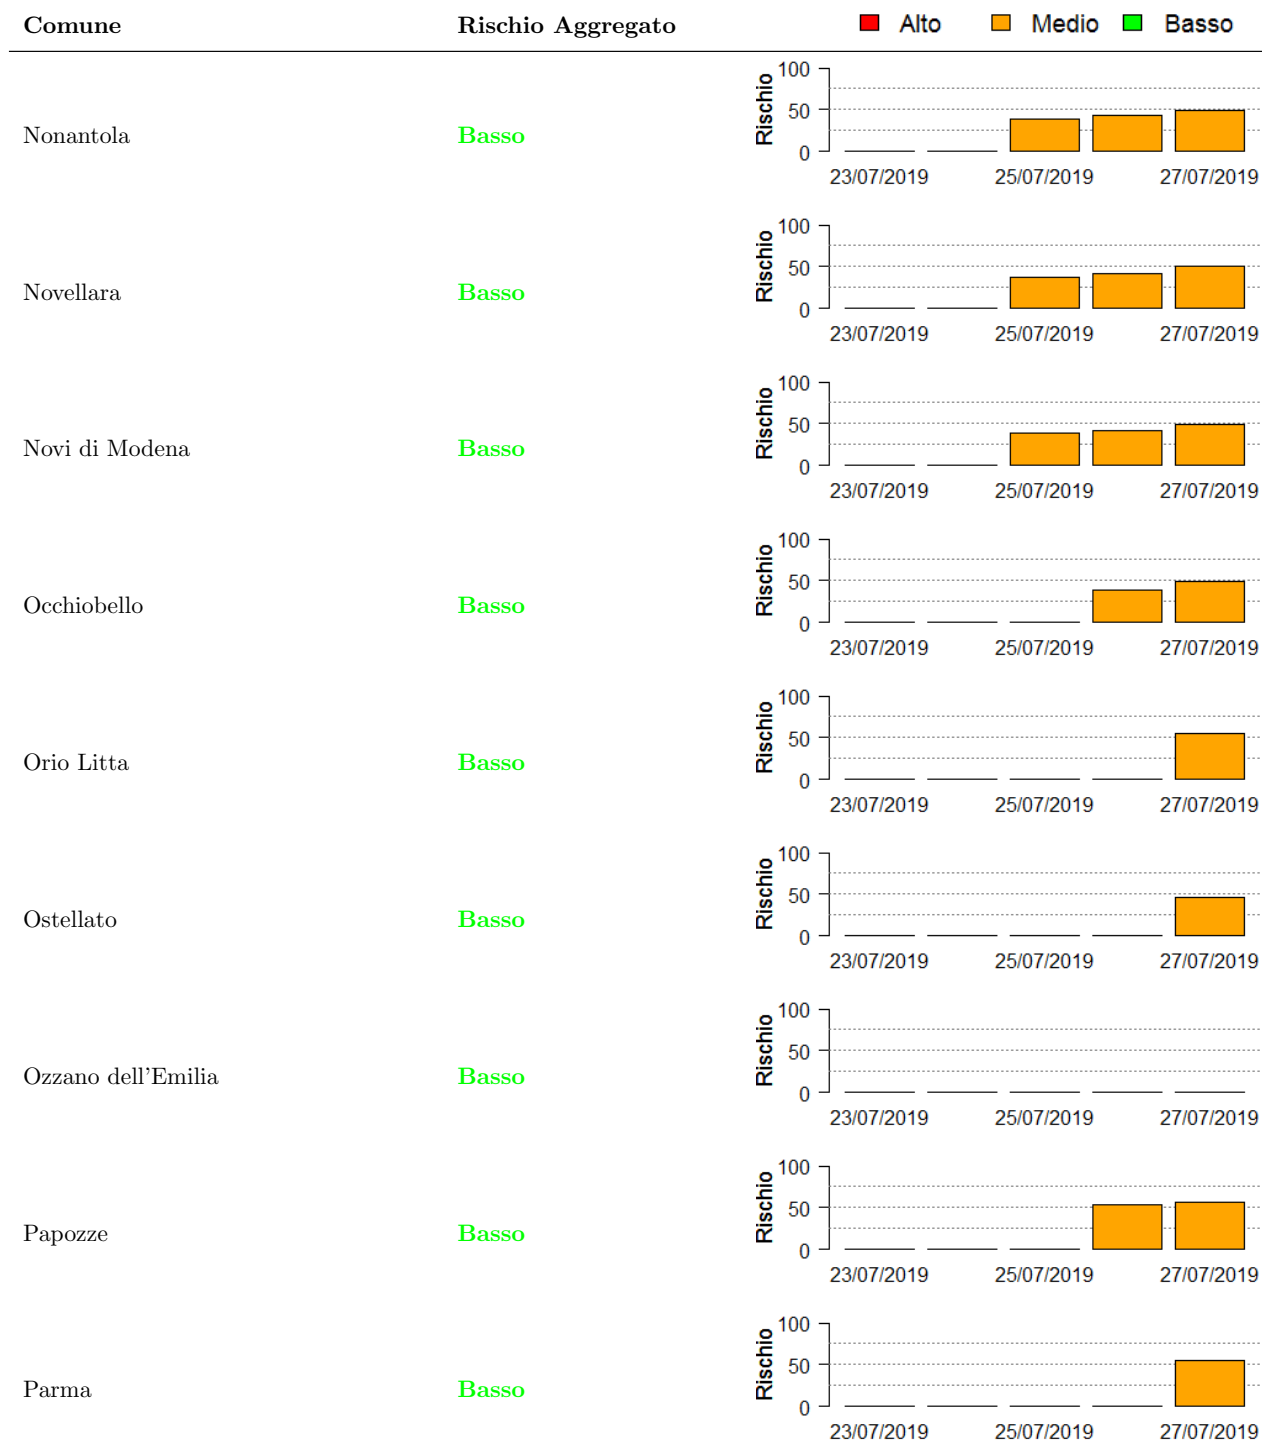 Comune Rischio Aggregato Alto Medio Basso
Nonantola Basso Rischio 100 50 0 23/07/2019 25/07/2019 27/07/2019
Novellara Basso Rischio 100 50 0 23/07/2019 25/07/2019 27/07/2019
Novi di Modena Basso Rischio 100 50 0 23/07/2019 25/07/2019 27/07/2019
Occhiobello Basso Rischio 100 50 0 23/07/2019 25/07/2019 27/07/2019
Orio Litta Basso Rischio 100 50 0 23/07/2019 25/07/2019 27/07/2019
Ostellato Basso Rischio 100 50 0 23/07/2019 25/07/2019 27/07/2019
Ozzano dell'Emilia Basso Rischio 100 50 0 23/07/2019 25/07/2019 27/07/2019
Papozze Basso Rischio 100 50 0 23/07/2019 25/07/2019 27/07/2019
Parma Basso Rischio 100 50 0 23/07/2019 25/07/2019 27/07/2019